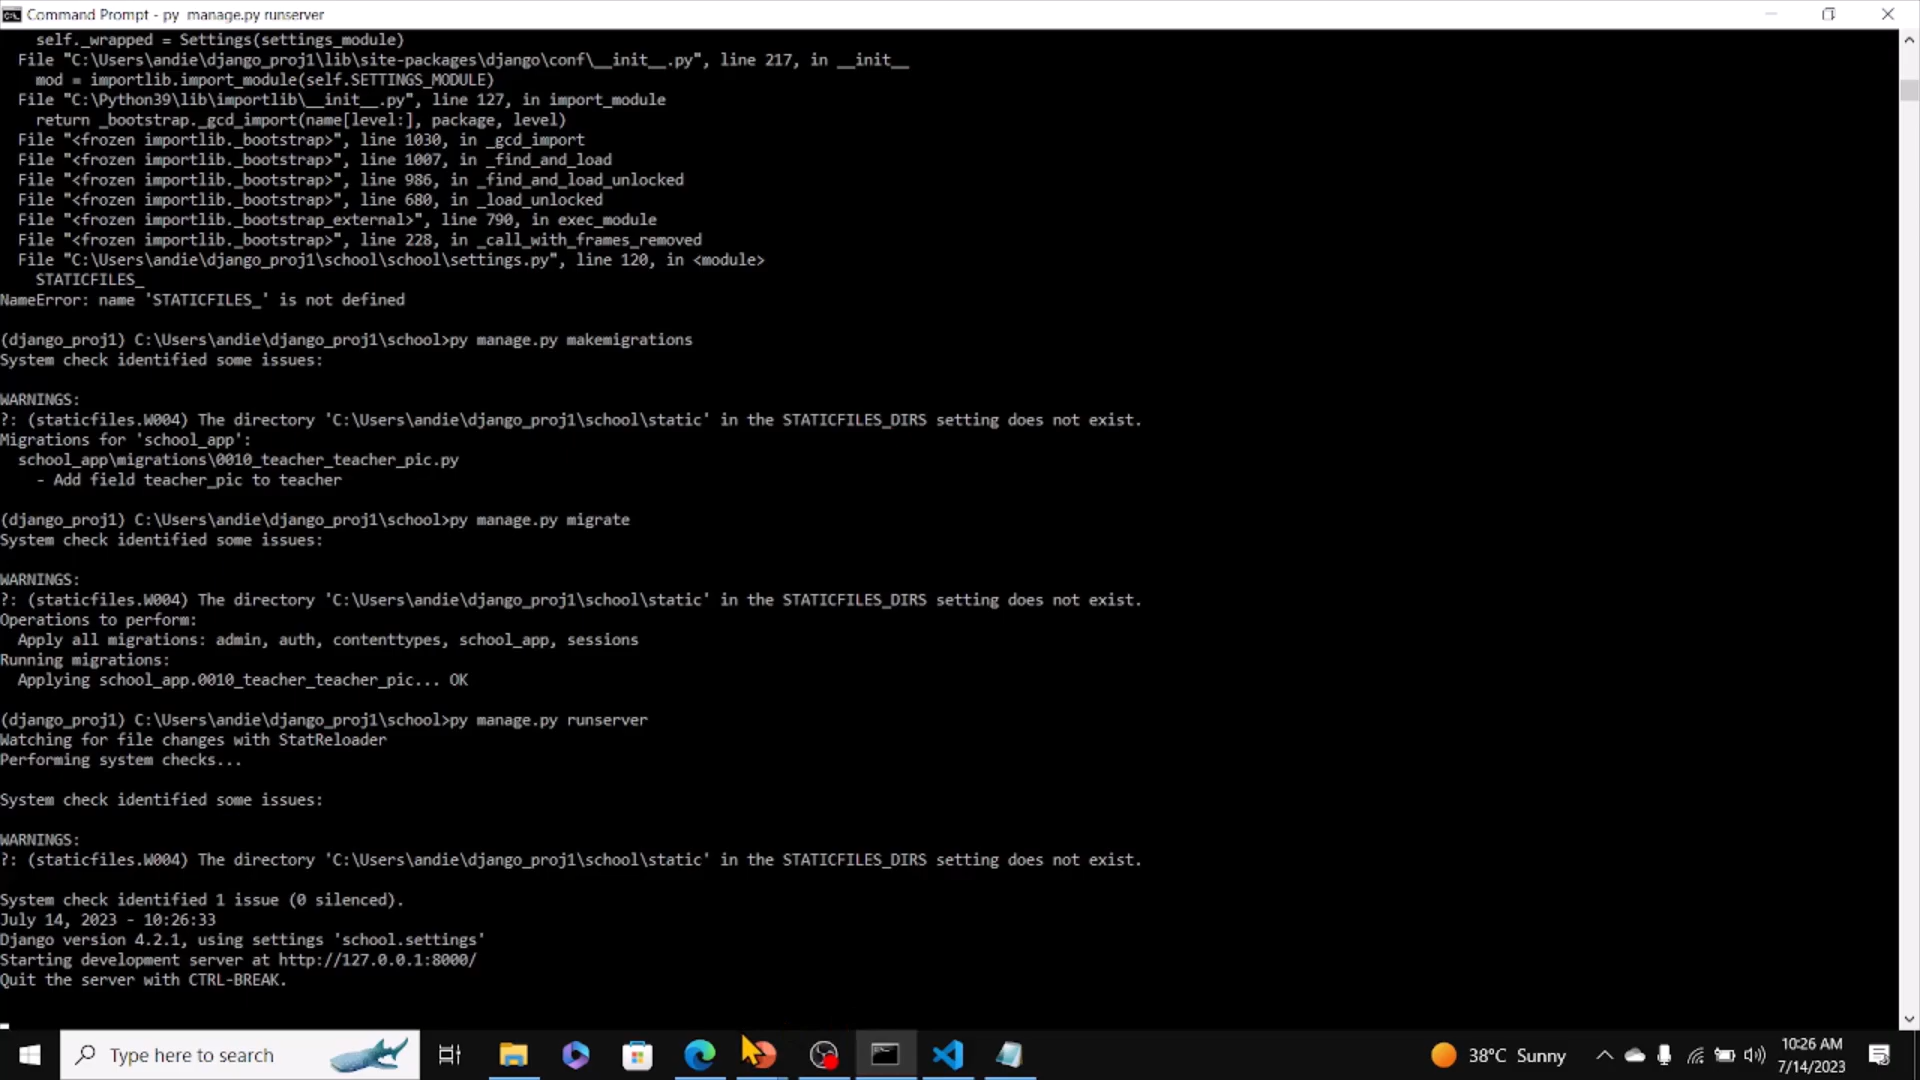 Command Prompt - py  manage.py runserver
self._wrapped = Settings(settings_module)
File "C:\Users\andie\django_proj1\lib\site-packages\django\conf\__init__.py", line 217, in __init__
mod = importlib.import_module(self.SETTINGS_MODULE)
File "C:\Python39\lib\importlib\__init__.py", line 127, in import_module
return _bootstrap._gcd_import(name[level:], package, level)
File "<frozen importlib._bootstrap>", line 1030, in _gcd_import
File "<frozen importlib._bootstrap>", line 1007, in _find_and_load
File "<frozen importlib._bootstrap>", line 986, in _find_and_load_unlocked
File "<frozen importlib._bootstrap>", line 680, in _load_unlocked
File "<frozen importlib._bootstrap_external>", line 790, in exec_module
File "<frozen importlib._bootstrap>", line 228, in _call_with_frames_removed
File "C:\Users\andie\django_proj1\school\school\settings.py", line 120, in <module>
STATICFILES_
NameError: name 'STATICFILES_' is not defined
(django_proj1) C:\Users\andie\django_proj1\school>py manage.py makemigrations
System check identified some issues:
WARNINGS:
?: (staticfiles.W004) The directory 'C:\Users\andie\django_proj1\school\static' in the STATICFILES_DIRS setting does not exist.
Migrations for 'school_app':
school_app\migrations\0010_teacher_teacher_pic.py
- Add field teacher_pic to teacher
(django_proj1) C:\Users\andie\django_proj1\school>py manage.py migrate
System check identified some issues:
WARNINGS:
?: (staticfiles.W004) The directory 'C:\Users\andie\django_proj1\school\static' in the STATICFILES_DIRS setting does not exist.
Operations to perform:
Apply all migrations: admin, auth, contenttypes, school_app, sessions
Running migrations:
Applying school_app.0010_teacher_teacher_pic... OK
(django_proj1) C:\Users\andie\django_proj1\school>py manage.py runserver
Watching for file changes with StatReloader
Performing system checks...
System check identified some issues:
WARNINGS:
?: (staticfiles.W004) The directory 'C:\Users\andie\django_proj1\school\static' in the STATICFILES_DIRS setting does not exist.
System check identified 1 issue (0 silenced).
July 14, 2023 - 10:26:33
Django version 4.2.1, using settings 'school.settings'
Starting development server at http://127.0.0.1:8000/
Quit the server with CTRL-BREAK.
Type here to search
38°C Sunny
10:26 AM
7/14/2023